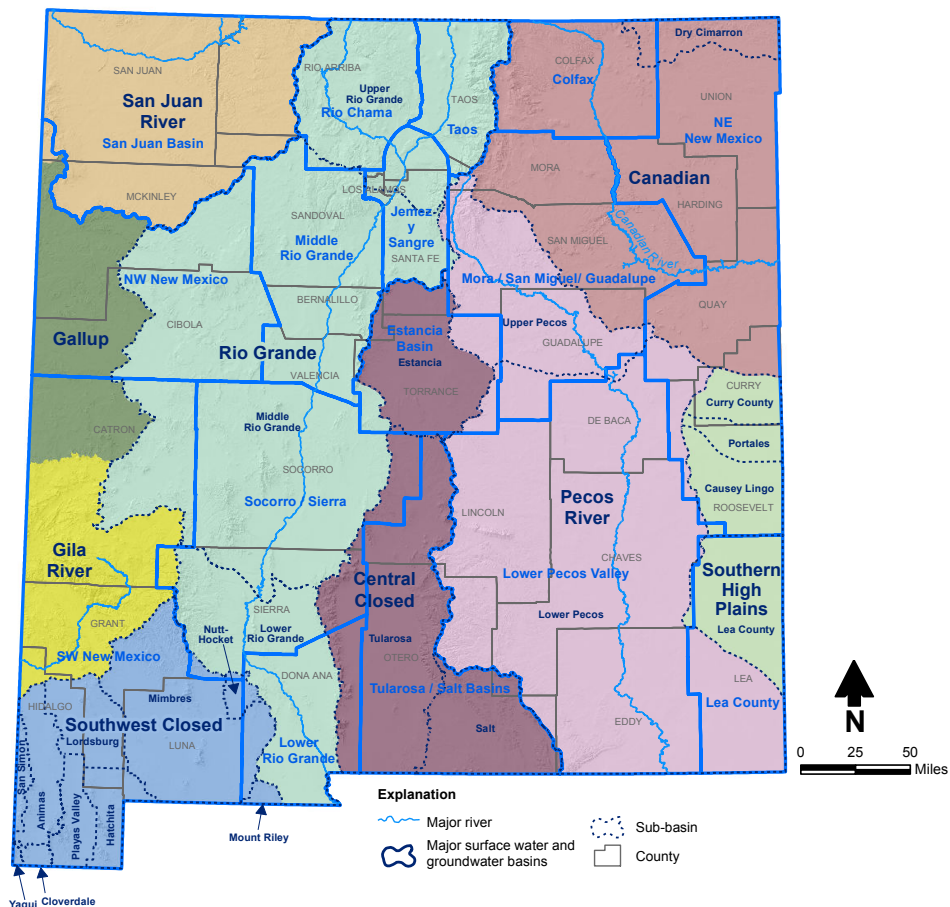 Dry Cimarron
COLFAX
Colfax
SAN JUAN
RIO ARRIBA
Upper
Rio Grande
Rio Chama
TAOS
Taos
UNION
NE
New Mexico
San Juan
River
San Juan Basin
MORA
Canadian
HARDING
MCKINLEY
LOS ALAMOS
SANDOVAL
Jemez
y
Sangre
SANTA FE
Middle
Rio Grande
SAN MIGUEL
Canadian River
NW New Mexico
Mora / San Miguel/ Guadalupe
BERNALILLO
QUAY
CIBOLA
Gallup
Rio Grande
Estancia
Basin
Estancia
Upper Pecos
GUADALUPE
VALENCIA
TORRANCE
CURRY
Curry County
CATRON
Middle
Rio Grande
DE BACA
Portales
SOCORRO
Socorro / Sierra
Causey Lingo
ROOSEVELT
LINCOLN
Pecos
River
Gila
River
CHAVES
Central
Closed
Lower Pecos Valley
Southern
High
Plains
SIERRA
GRANT
Nutt-
Hocket
Lower
Rio Grande
Lower Pecos
Lea County
Tularosa
OTERO
SW New Mexico
DONA ANA
LEA
Mimbres
Tularosa / Salt Basins
Lea County
HIDALGO
Southwest Closed
Lordsburg
LUNA
Salt
EDDY
Lower
Rio Grande
San Simon
Animas
Playas Valley
Hatchita
Mount Riley
Yaqui
Cloverdale
N
0 25 50
Miles
Explanation
Major river
Major surface water and
groundwater basins
Sub-basin
County